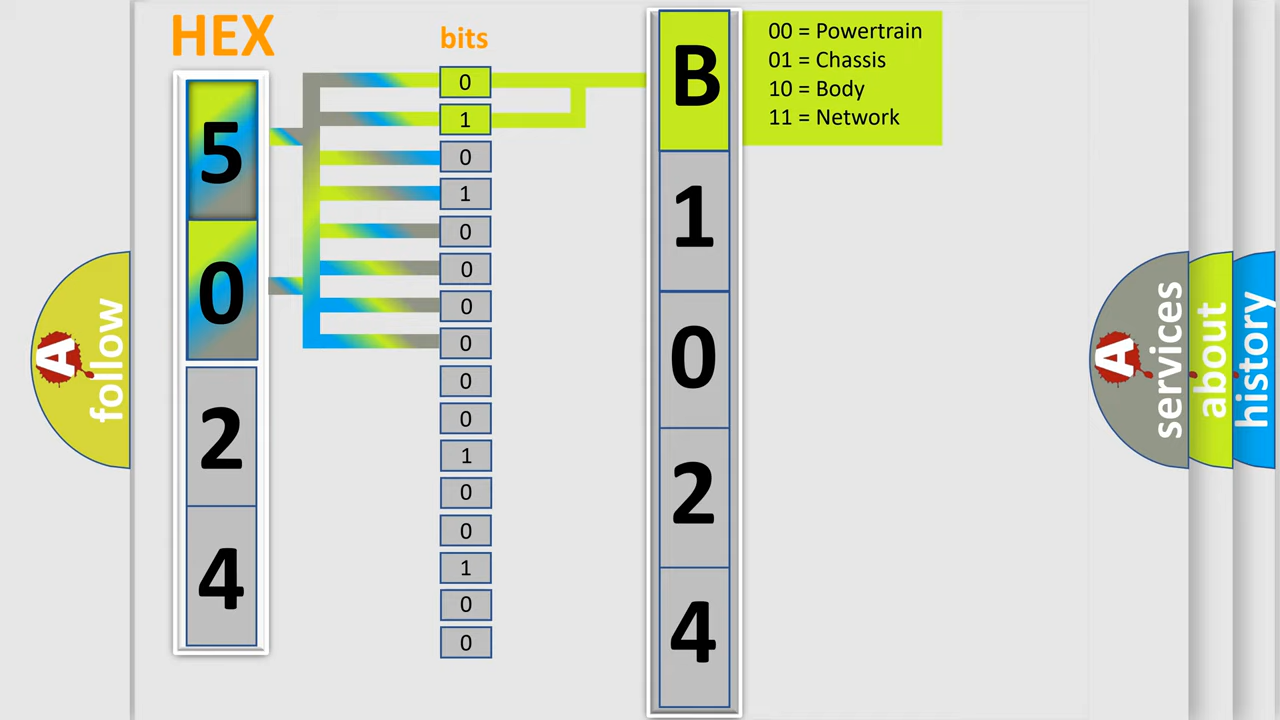 HEX
bits
5
0
2
4
0
1
0
1
0
0
0
0
0
0
1
0
0
1
0
0
B
1
0
2
4
00 = Powertrain
01 = Chassis
10 = Body
11 = Network
A
follow
A
services
about
history